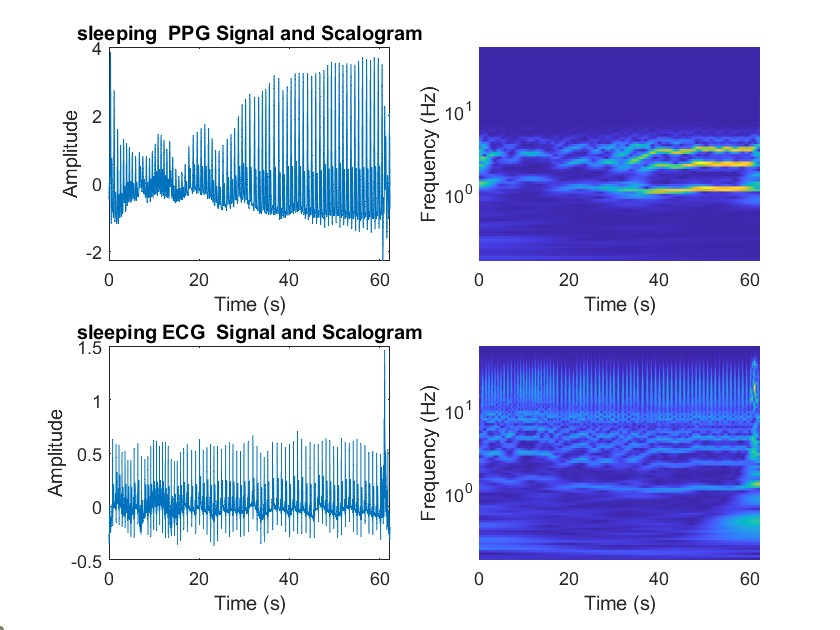 sleeping  PPG Signal and Scalogram
4
2
0
-2
Amplitude
0 20 40 60
Time (s)
10^1
10^0
Frequency (Hz)
0 20 40 60
Time (s)
sleeping ECG  Signal and Scalogram
1.5
1
0.5
0
-0.5
Amplitude
0 20 40 60
Time (s)
10^1
10^0
Frequency (Hz)
0 20 40 60
Time (s)